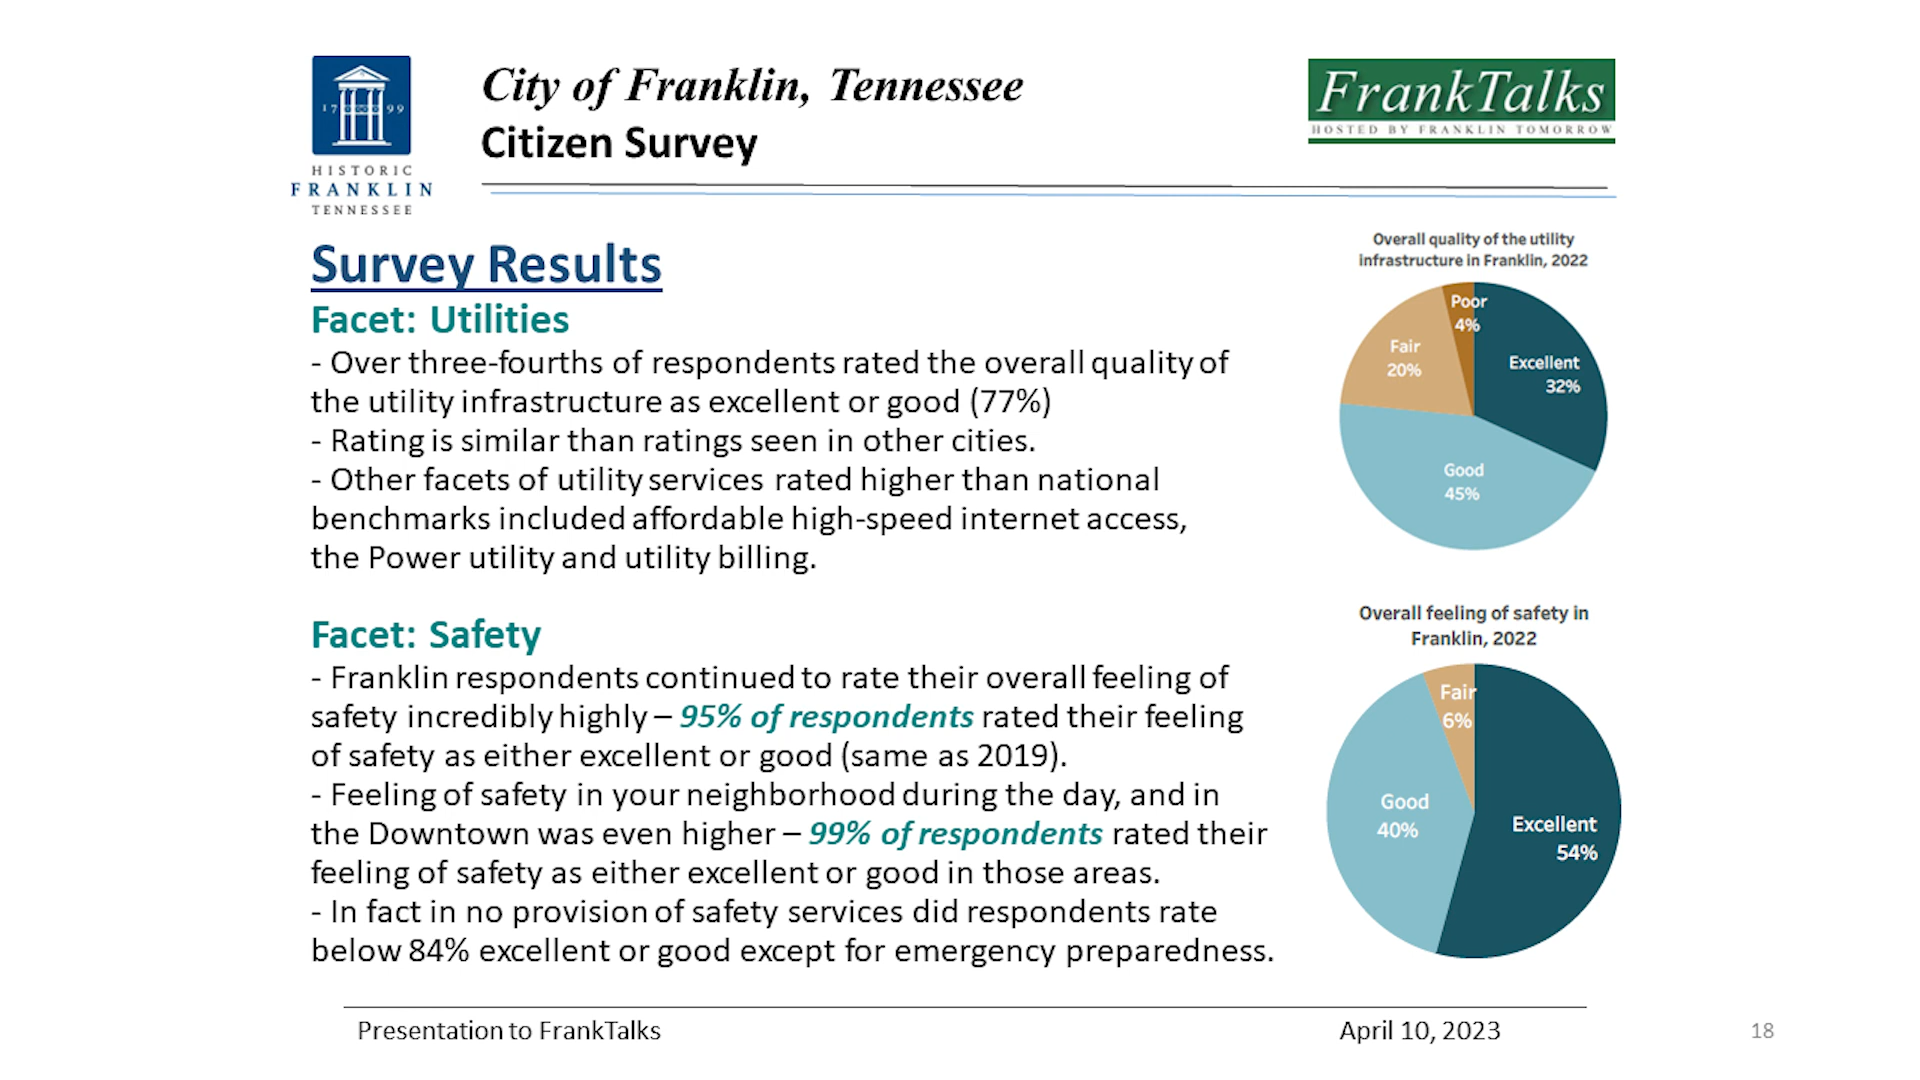 17 99
HISTORIC
FRANKLIN
TENNESSEE
City of Franklin, Tennessee
Citizen Survey
FrankTalks
HOSTED BY FRANKLIN TOMORROW
Survey Results
Facet: Utilities
- Over three-fourths of respondents rated the overall quality of
the utility infrastructure as excellent or good (77%)
- Rating is similar than ratings seen in other cities.
- Other facets of utility services rated higher than national
benchmarks included affordable high-speed internet access,
the Power utility and utility billing.
Facet: Safety
- Franklin respondents continued to rate their overall feeling of
safety incredibly highly – 95% of respondents rated their feeling
of safety as either excellent or good (same as 2019).
- Feeling of safety in your neighborhood during the day, and in
the Downtown was even higher – 99% of respondents rated their
feeling of safety as either excellent or good in those areas.
- In fact in no provision of safety services did respondents rate
below 84% excellent or good except for emergency preparedness.
Overall quality of the utility
infrastructure in Franklin, 2022
Poor
4%
Fair
20%
Excellent
32%
Good
45%
Overall feeling of safety in
Franklin, 2022
Fair
6%
Good
40%
Excellent
54%
Presentation to FrankTalks
April 10, 2023
18